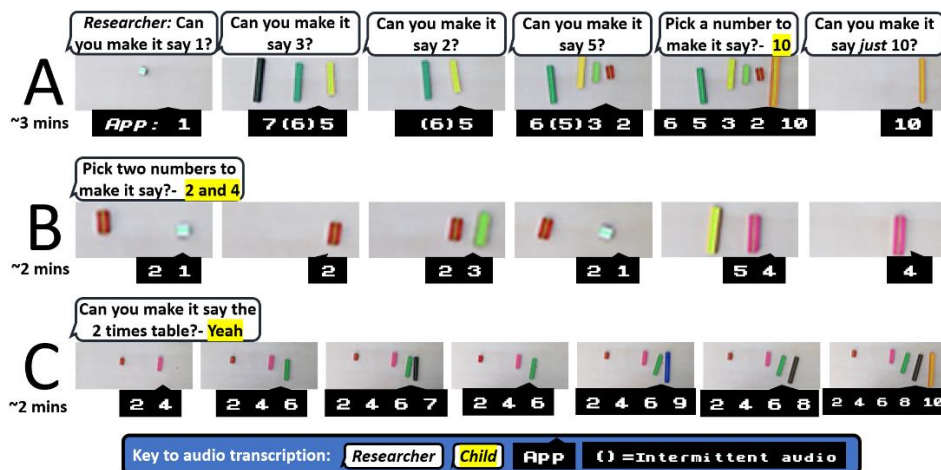 Researcher: Can you make it say 1?
Can you make it say 3?
Can you make it say 2?
Can you make it say 5?
Pick a number to make it say?- 10
Can you make it say just 10?
A
~3 mins
App: 1
7(6)5
(6)5
6(5)3 2
6 5 3 2 10
10
Pick two numbers to make it say?- 2 and 4
B
~2 mins
2 1
2
2 3
2 1
5 4
4
Can you make it say the 2 times table?- Yeah
C
~2 mins
2 4
2 4 6
2 4 6 7
2 4 6
2 4 6 9
2 4 6 8
2 4 6 8 10
Key to audio transcription: Researcher Child App ()=Intermittent audio